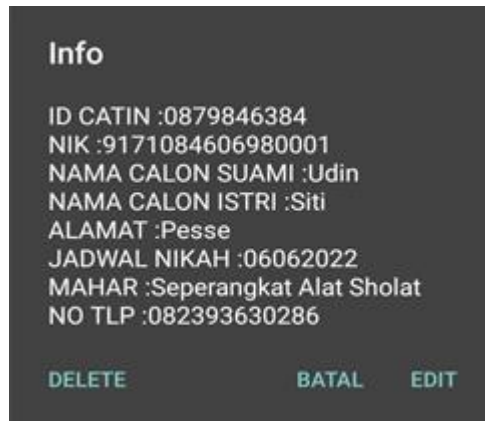 Info
ID CATIN :0879846384
NIK :9171084606980001
NAMA CALON SUAMI :Udin
NAMA CALON ISTRI :Siti
ALAMAT :Pesse
JADWAL NIKAH :06062022
MAHAR :Seperangkat Alat Sholat
NO TLP :082393630286
DELETE BATAL EDIT